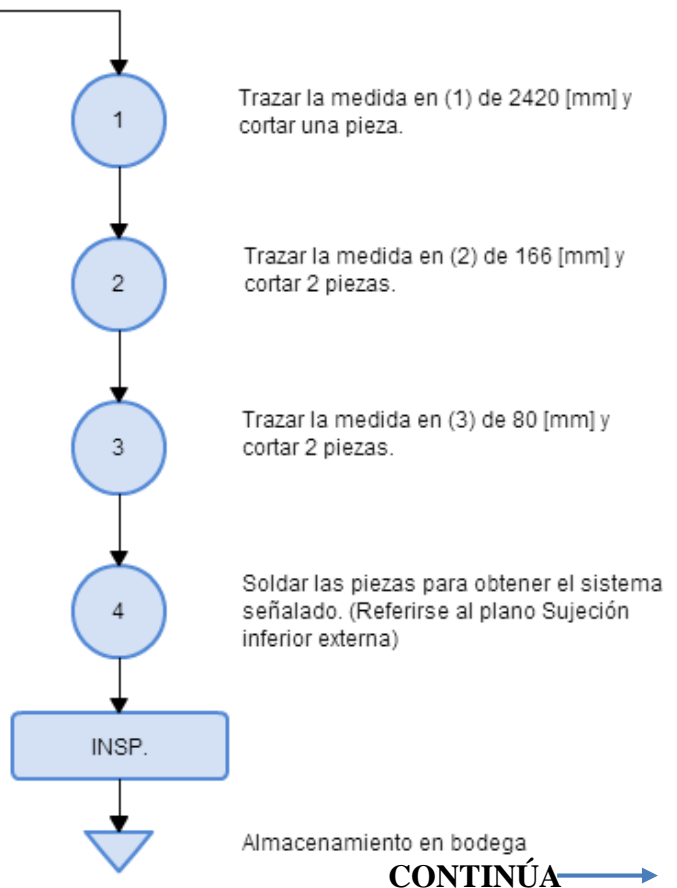 1
Trazar la medida en (1) de 2420 [mm] y
cortar una pieza.
2
Trazar la medida en (2) de 166 [mm] y
cortar 2 piezas.
3
Trazar la medida en (3) de 80 [mm] y
cortar 2 piezas.
4
Soldar las piezas para obtener el sistema
señalado. (Referirse al plano Sujeción
inferior externa)
INSP.
Almacenamiento en bodega
CONTINÚA